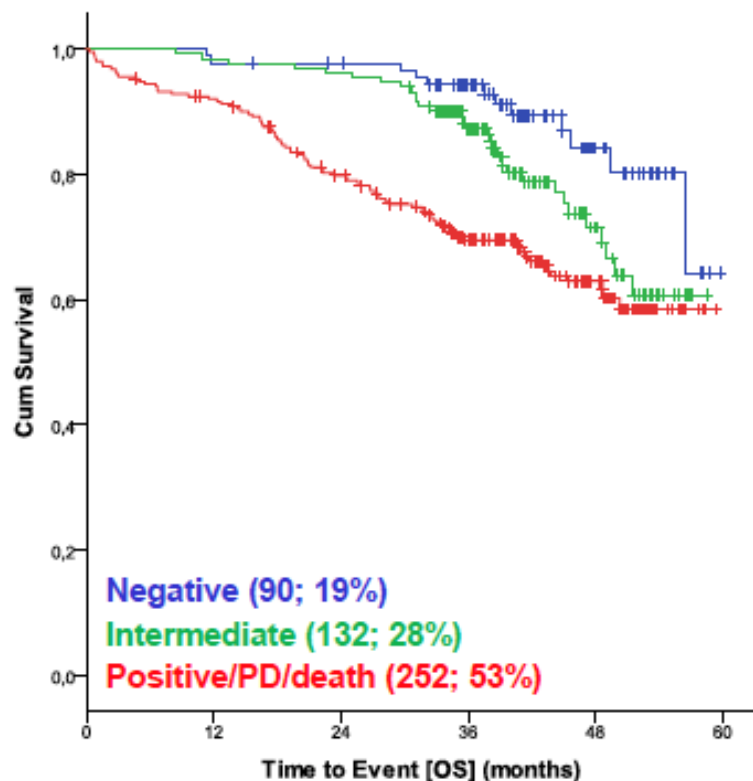 Cum Survival
1,0
0,8
0,6
0,4
0,2
0,0
Negative (90; 19%)
Intermediate (132; 28%)
Positive/PD/death (252; 53%)
0 12 24 36 48 60
Time to Event [OS] (months)